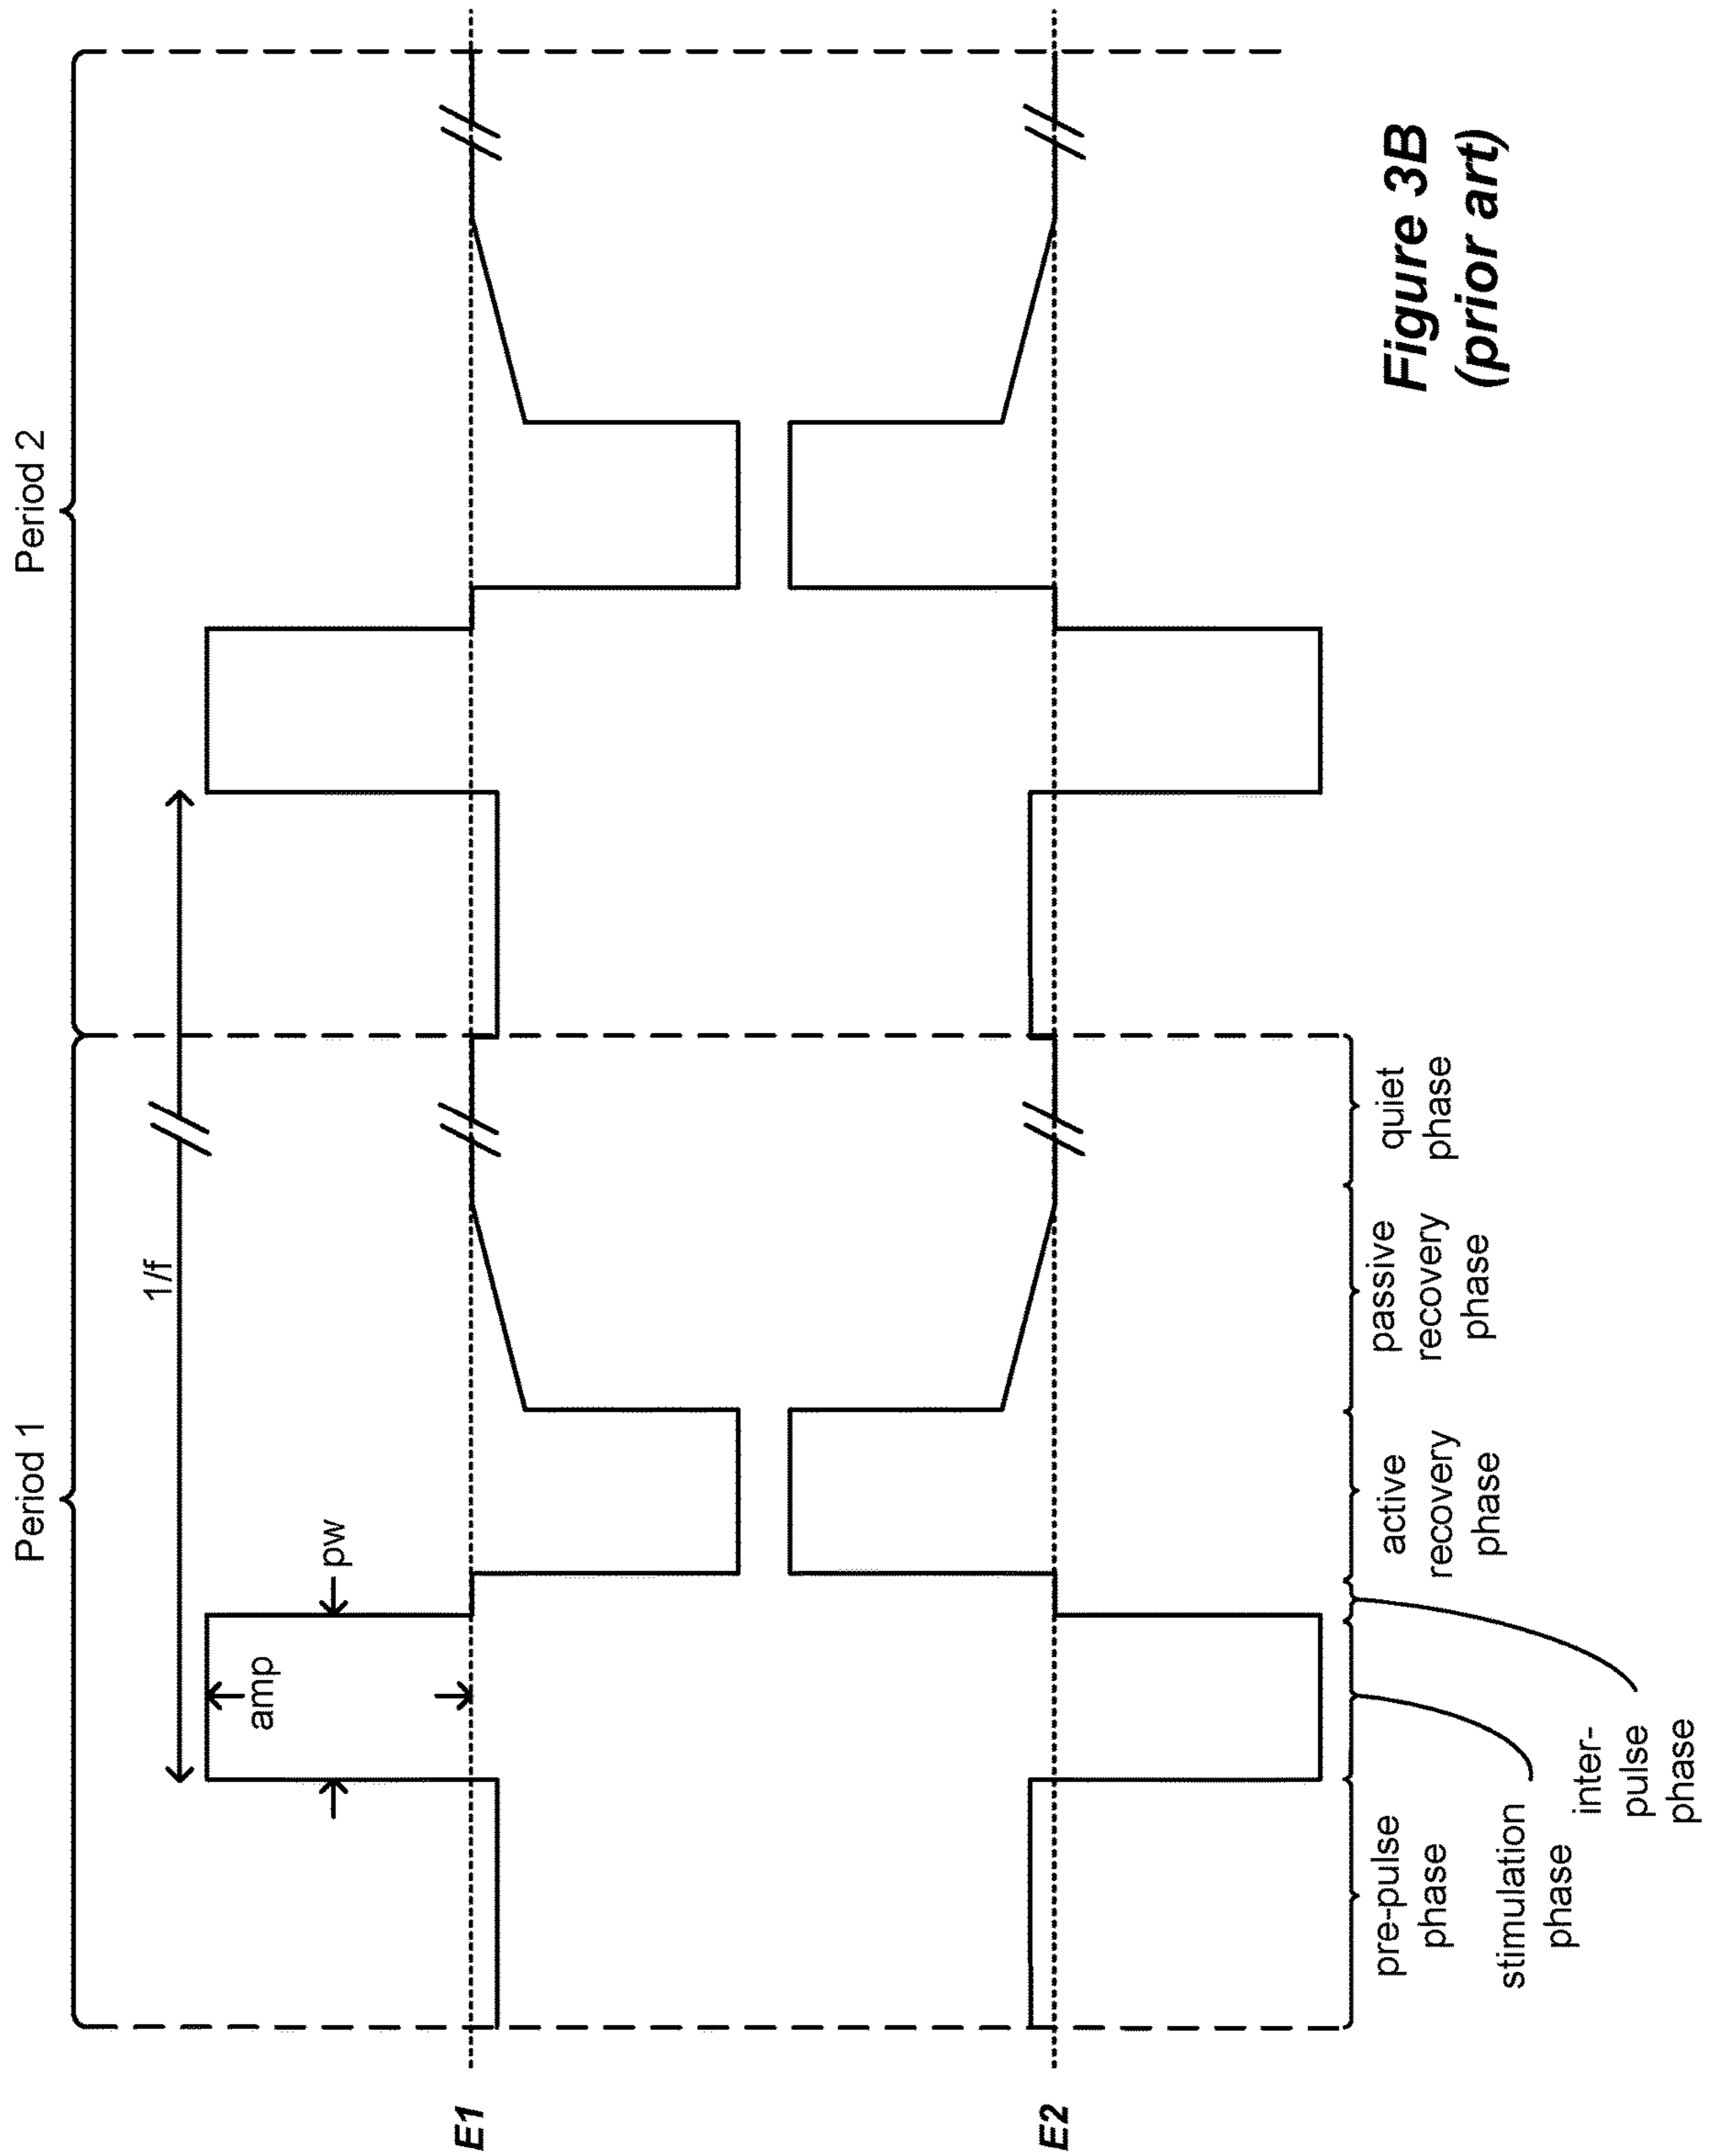 Period 1
Period 2
1/f
amp
pw
E1
E2
pre-pulse
phase
stimulation
phase
inter-
pulse
phase
active
recovery
phase
passive
recovery
phase
quiet
phase
Figure 3B
(prior art)